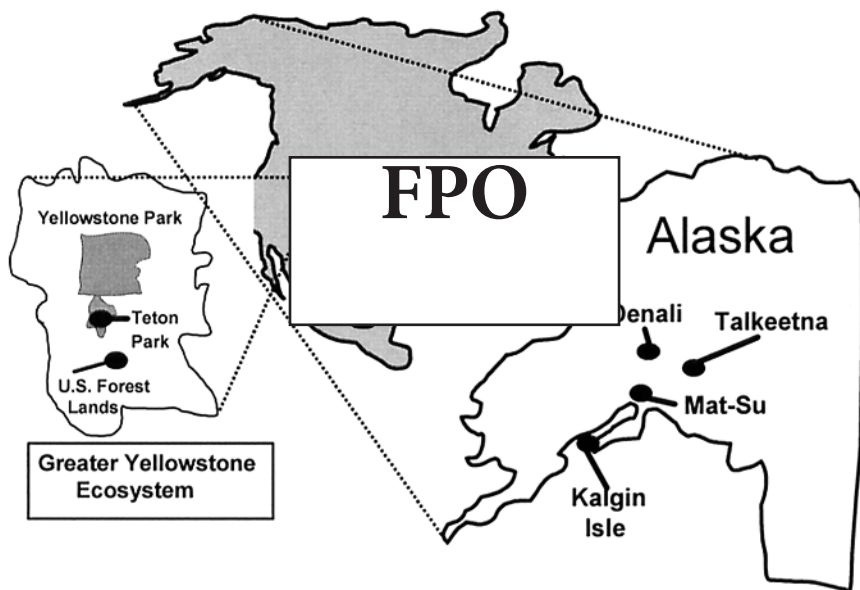 FPO
Yellowstone Park
Teton
Park
U.S. Forest
Lands
Greater Yellowstone
Ecosystem
Alaska
Denali
Talkeetna
Mat-Su
Kalgin
Isle